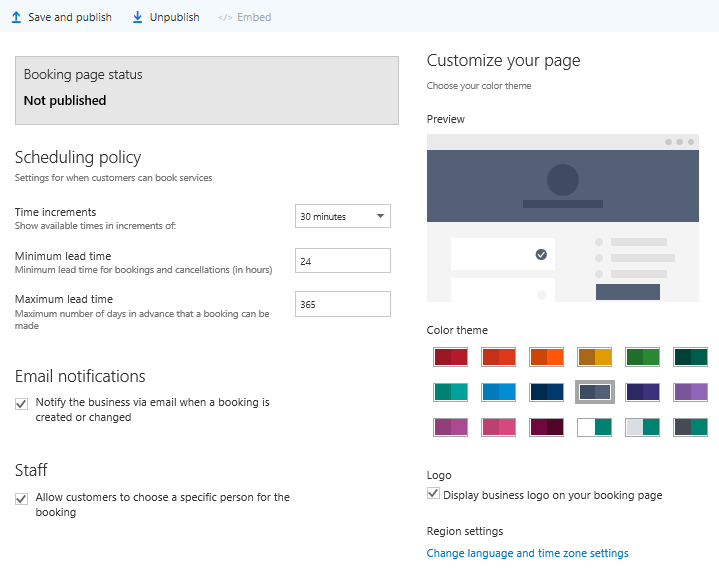 Save and publish
Unpublish
</> Embed
Booking page status
Not published
Scheduling policy
Settings for when customers can book services
Time increments
Show available times in increments of:
30 minutes
Minimum lead time
Minimum lead time for bookings and cancellations (in hours)
24
Maximum lead time
Maximum number of days in advance that a booking can be
made
365
Email notifications
Notify the business via email when a booking is
created or changed
Staff
Allow customers to choose a specific person for the
booking
Customize your page
Choose your color theme
Preview
Color theme
Logo
Display business logo on your booking page
Region settings
Change language and time zone settings